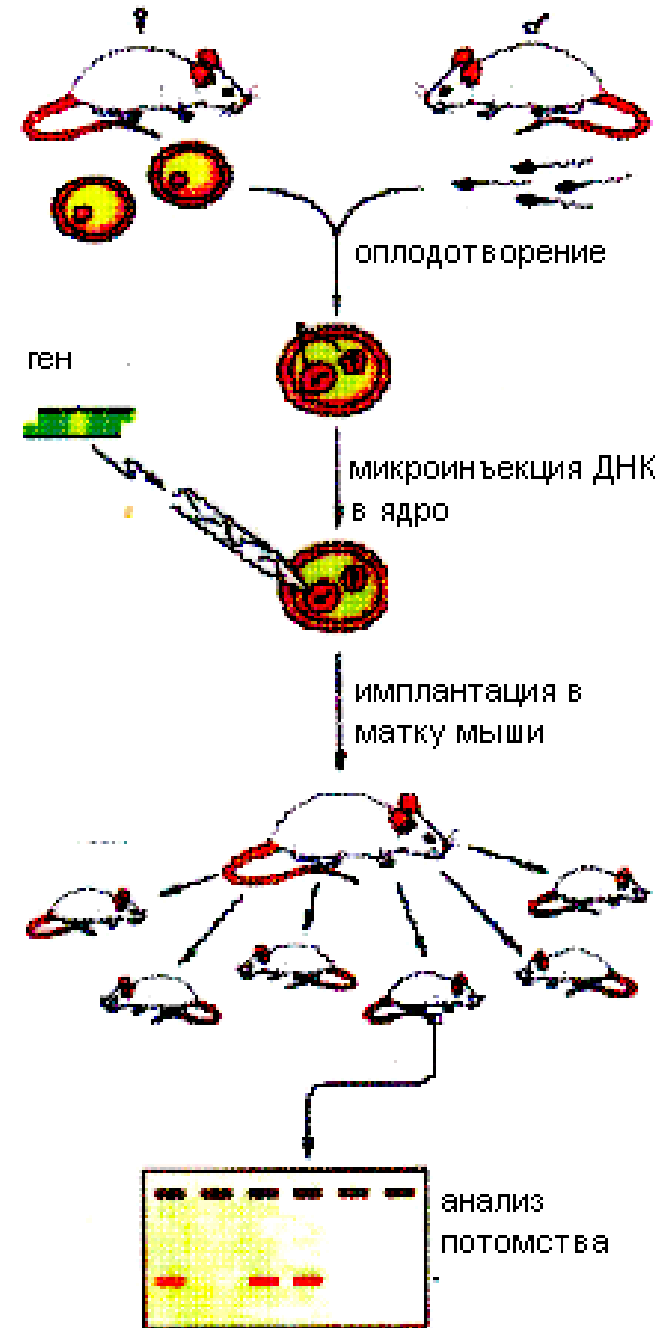 оплодотворение
ген
микроинъекция ДНК
в ядро
имплантация в
матку мыши
анализ
потомства